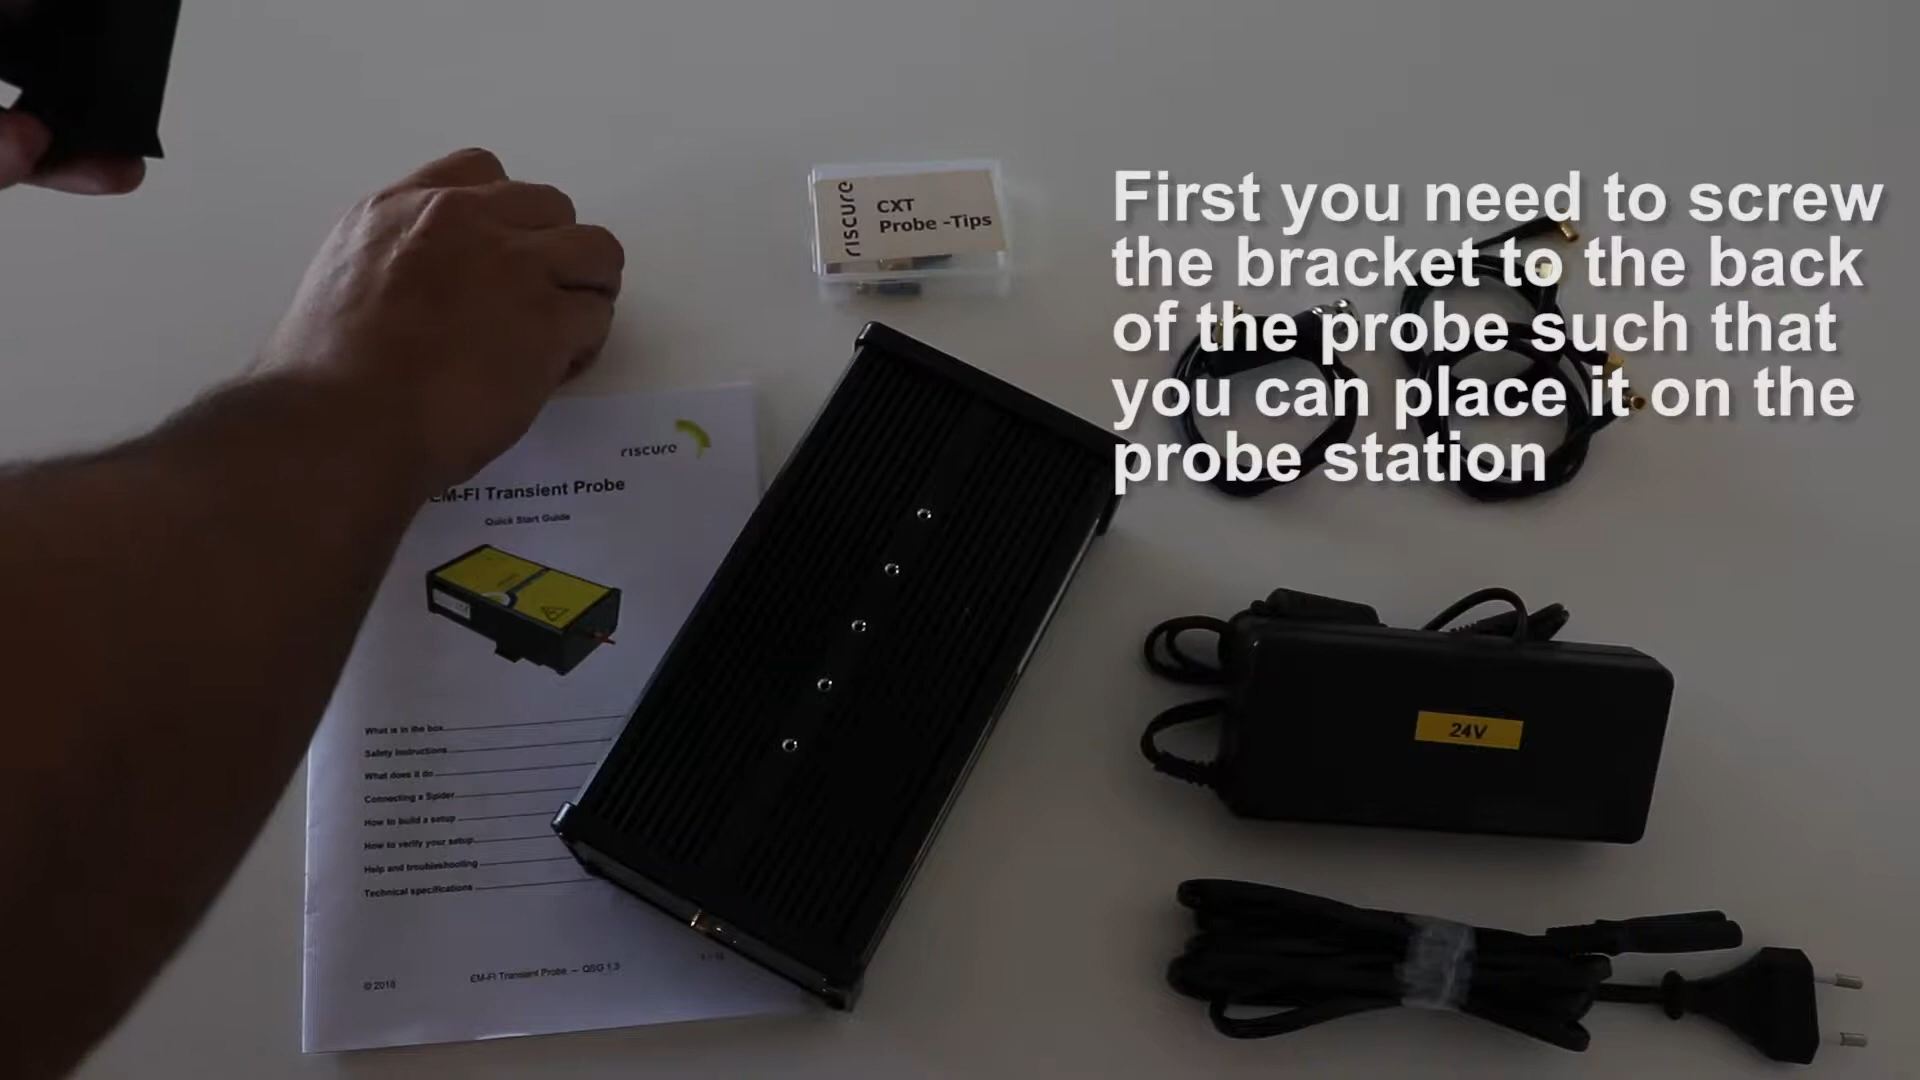 First you need to screw
the bracket to the back
of the probe such that
you can place it on the
probe station
riscure
CXT
Probe -Tips
riscure
EM-FI Transient Probe
Quick Start Guide
What is in the box
Safety instructions
What does it do
Connecting a Spider
How to build a setup
How to verify your setup
Help and troubleshooting
Technical specifications
© 2018
EM-FI Transient Probe — QSG 1.3
24V